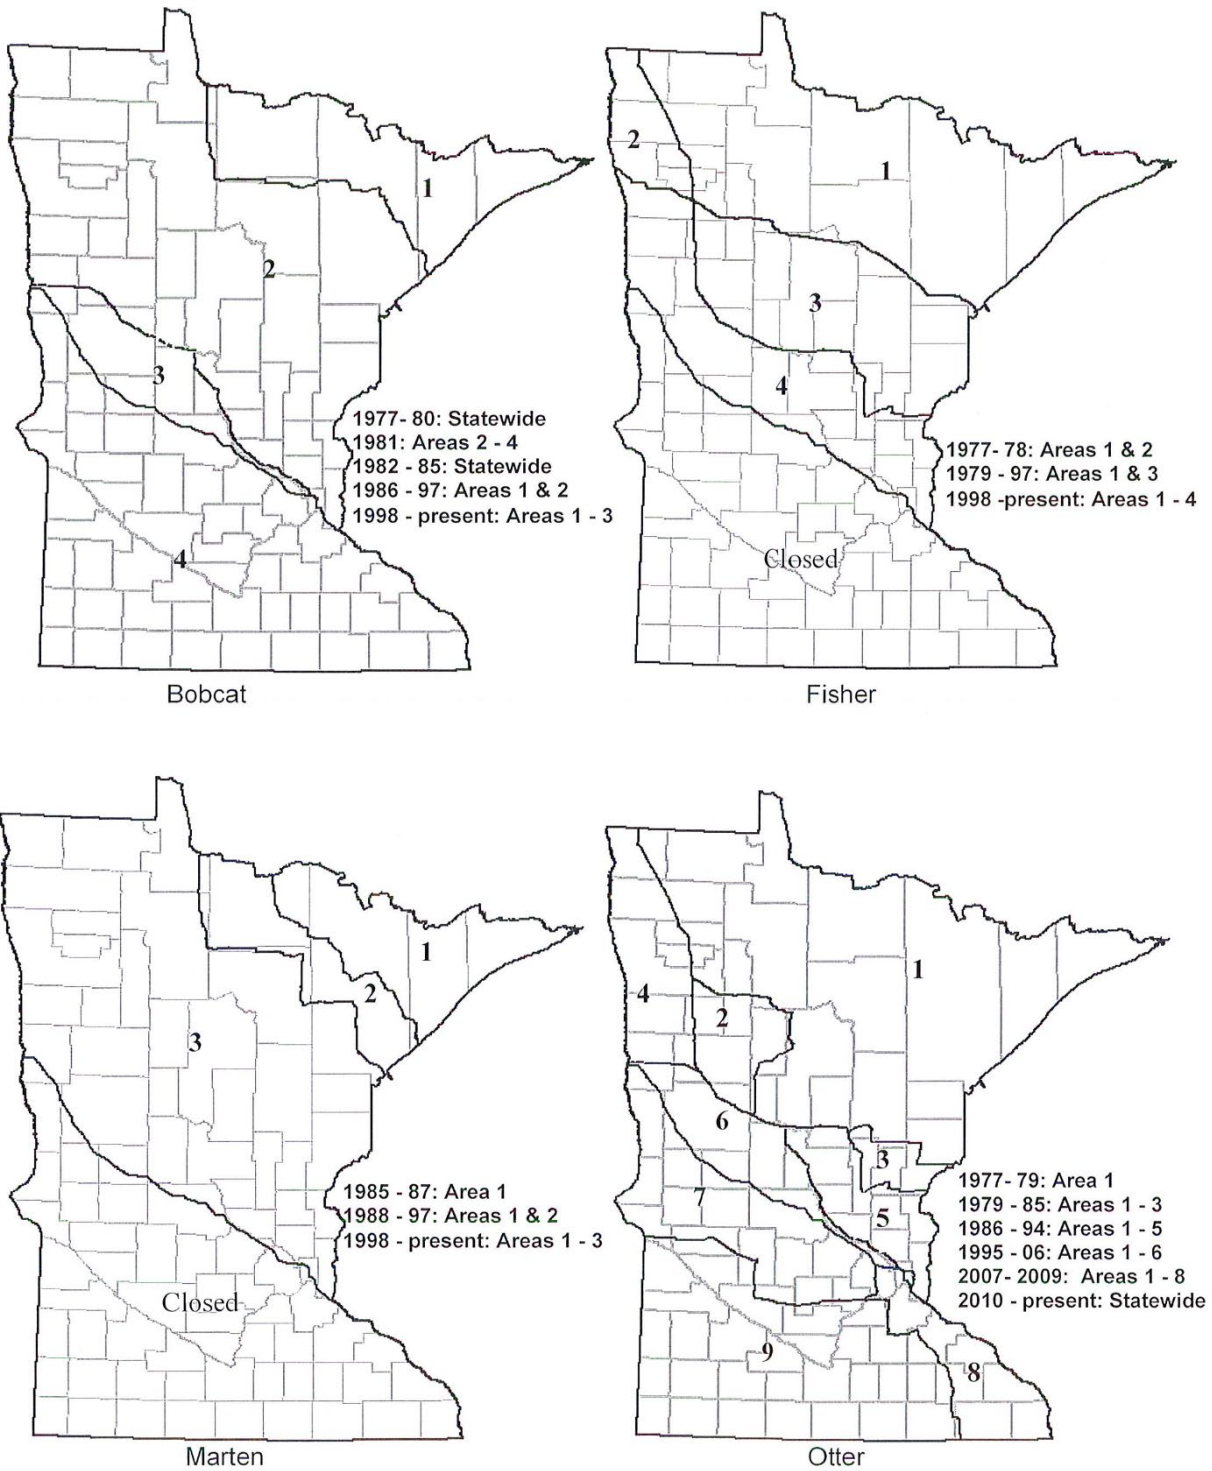 1
2
3
1977- 80: Statewide
1981: Areas 2 - 4
1982 - 85: Statewide
1986 - 97: Areas 1 & 2
1998 - present: Areas 1 - 3
4
Bobcat
2
1
3
4
1977- 78: Areas 1 & 2
1979 - 97: Areas 1 & 3
1998 -present: Areas 1 - 4
Closed
Fisher
1
2
3
1985 - 87: Area 1
1988 - 97: Areas 1 & 2
1998 - present: Areas 1 - 3
Closed
Marten
1
4
2
6
3
7
5
1977- 79: Area 1
1979 - 85: Areas 1 - 3
1986 - 94: Areas 1 - 5
1995 - 06: Areas 1 - 6
2007- 2009: Areas 1 - 8
2010 - present: Statewide
9
8
Otter